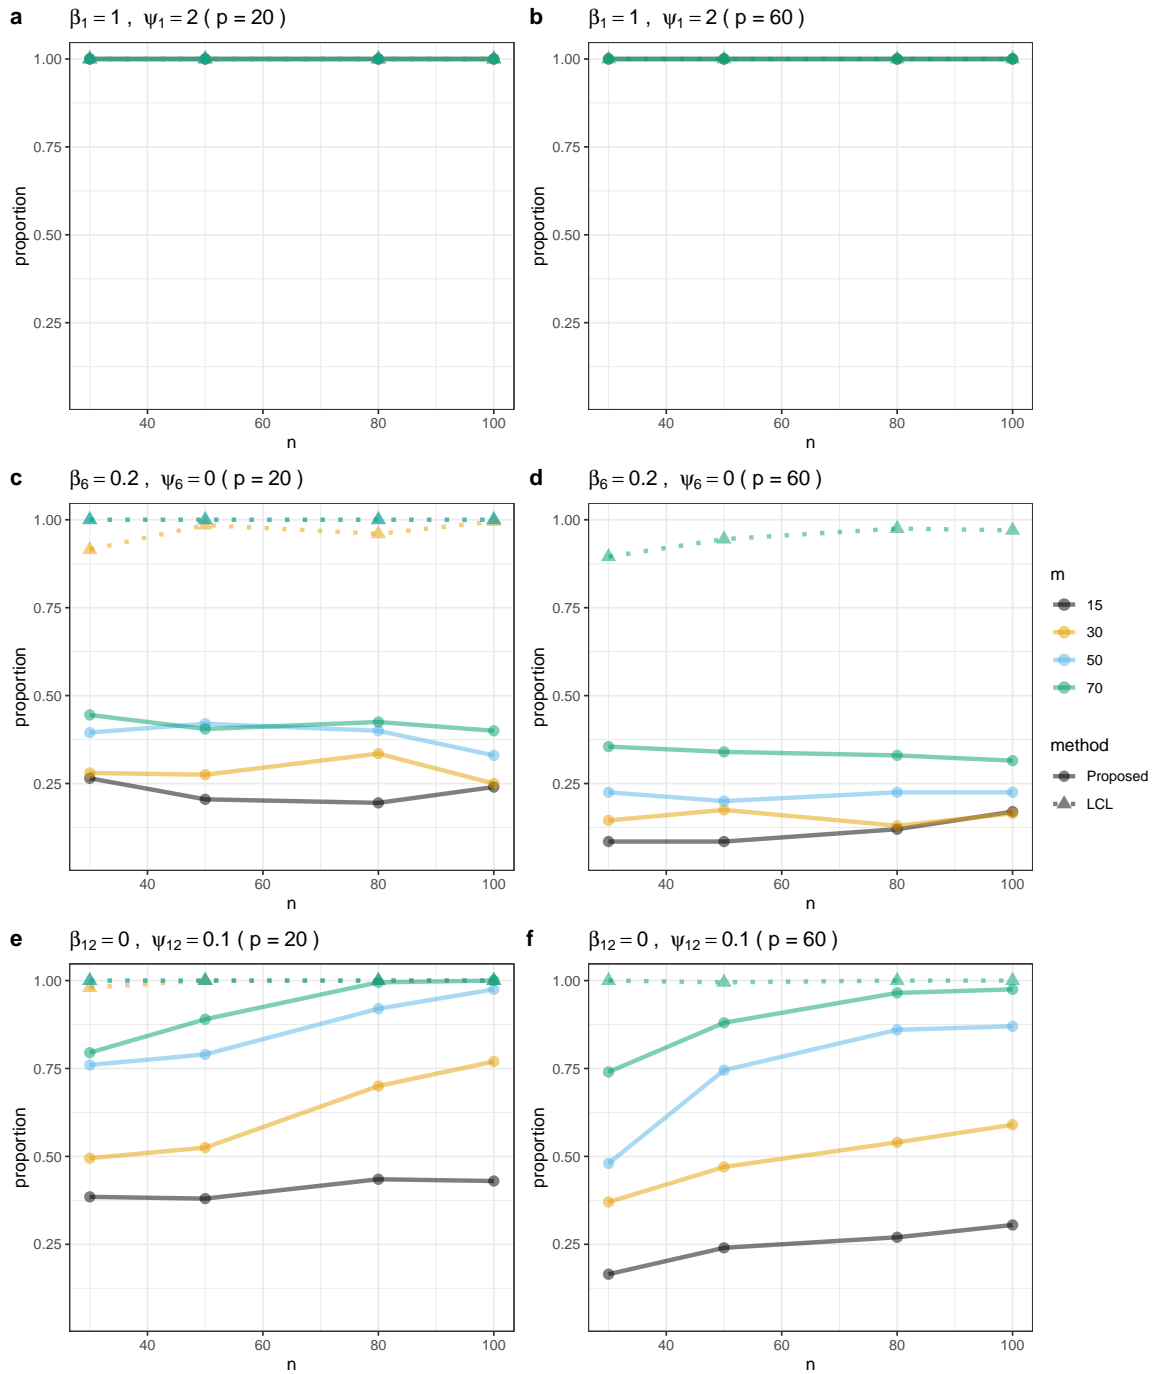 a β₁ = 1 , ψ₁ = 2 ( p = 20 )
1.00
0.75
0.50
0.25
proportion
40 60 80 100
n
b β₁ = 1 , ψ₁ = 2 ( p = 60 )
1.00
0.75
0.50
0.25
proportion
40 60 80 100
n
c β₆ = 0.2 , ψ₆ = 0 ( p = 20 )
1.00
0.75
0.50
0.25
proportion
40 60 80 100
n
d β₆ = 0.2 , ψ₆ = 0 ( p = 60 )
1.00
0.75
0.50
0.25
proportion
40 60 80 100
n
m
15
30
50
70
method
Proposed
LCL
e β₁₂ = 0 , ψ₁₂ = 0.1 ( p = 20 )
1.00
0.75
0.50
0.25
proportion
40 60 80 100
n
f β₁₂ = 0 , ψ₁₂ = 0.1 ( p = 60 )
1.00
0.75
0.50
0.25
proportion
40 60 80 100
n